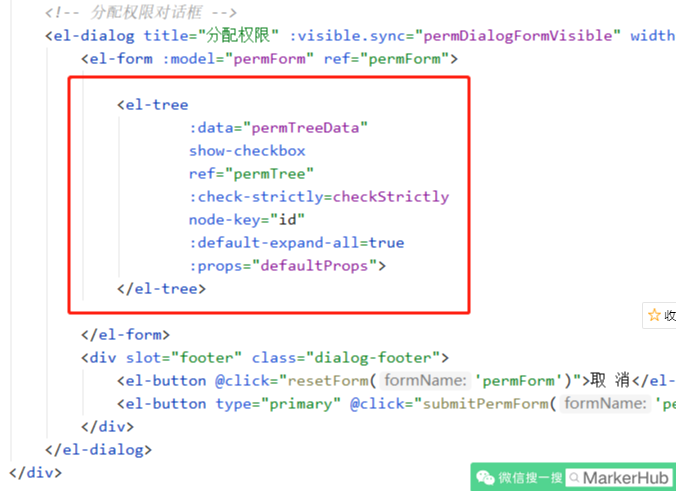 <!-- 分配权限对话框 -->
<el-dialog title="分配权限" :visible.sync="permDialogFormVisible" width
<el-form :model="permForm" ref="permForm">
<el-tree
:data="permTreeData"
show-checkbox
ref="permTree"
:check-strictly=checkStrictly
node-key="id"
:default-expand-all=true
:props="defaultProps">
</el-tree>
收
</el-form>
<div slot="footer" class="dialog-footer">
<el-button @click="resetForm( formName: 'permForm')">取 消</el-
<el-button type="primary" @click="submitPermForm( formName: 'pe
</div>
</el-dialog>
</div>
微信搜一搜 MarkerHub